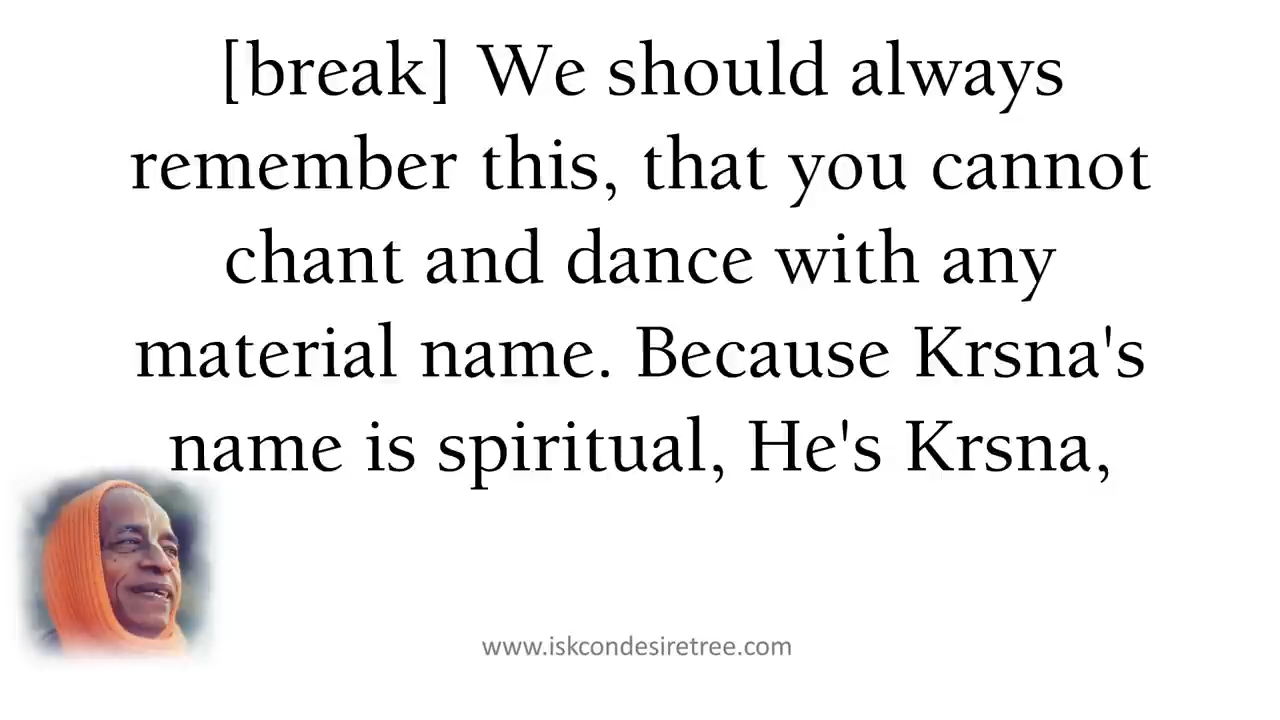 [break] We should always
remember this, that you cannot
chant and dance with any
material name. Because Krsna's
name is spiritual, He's Krsna,
www.iskcondesiretree.com